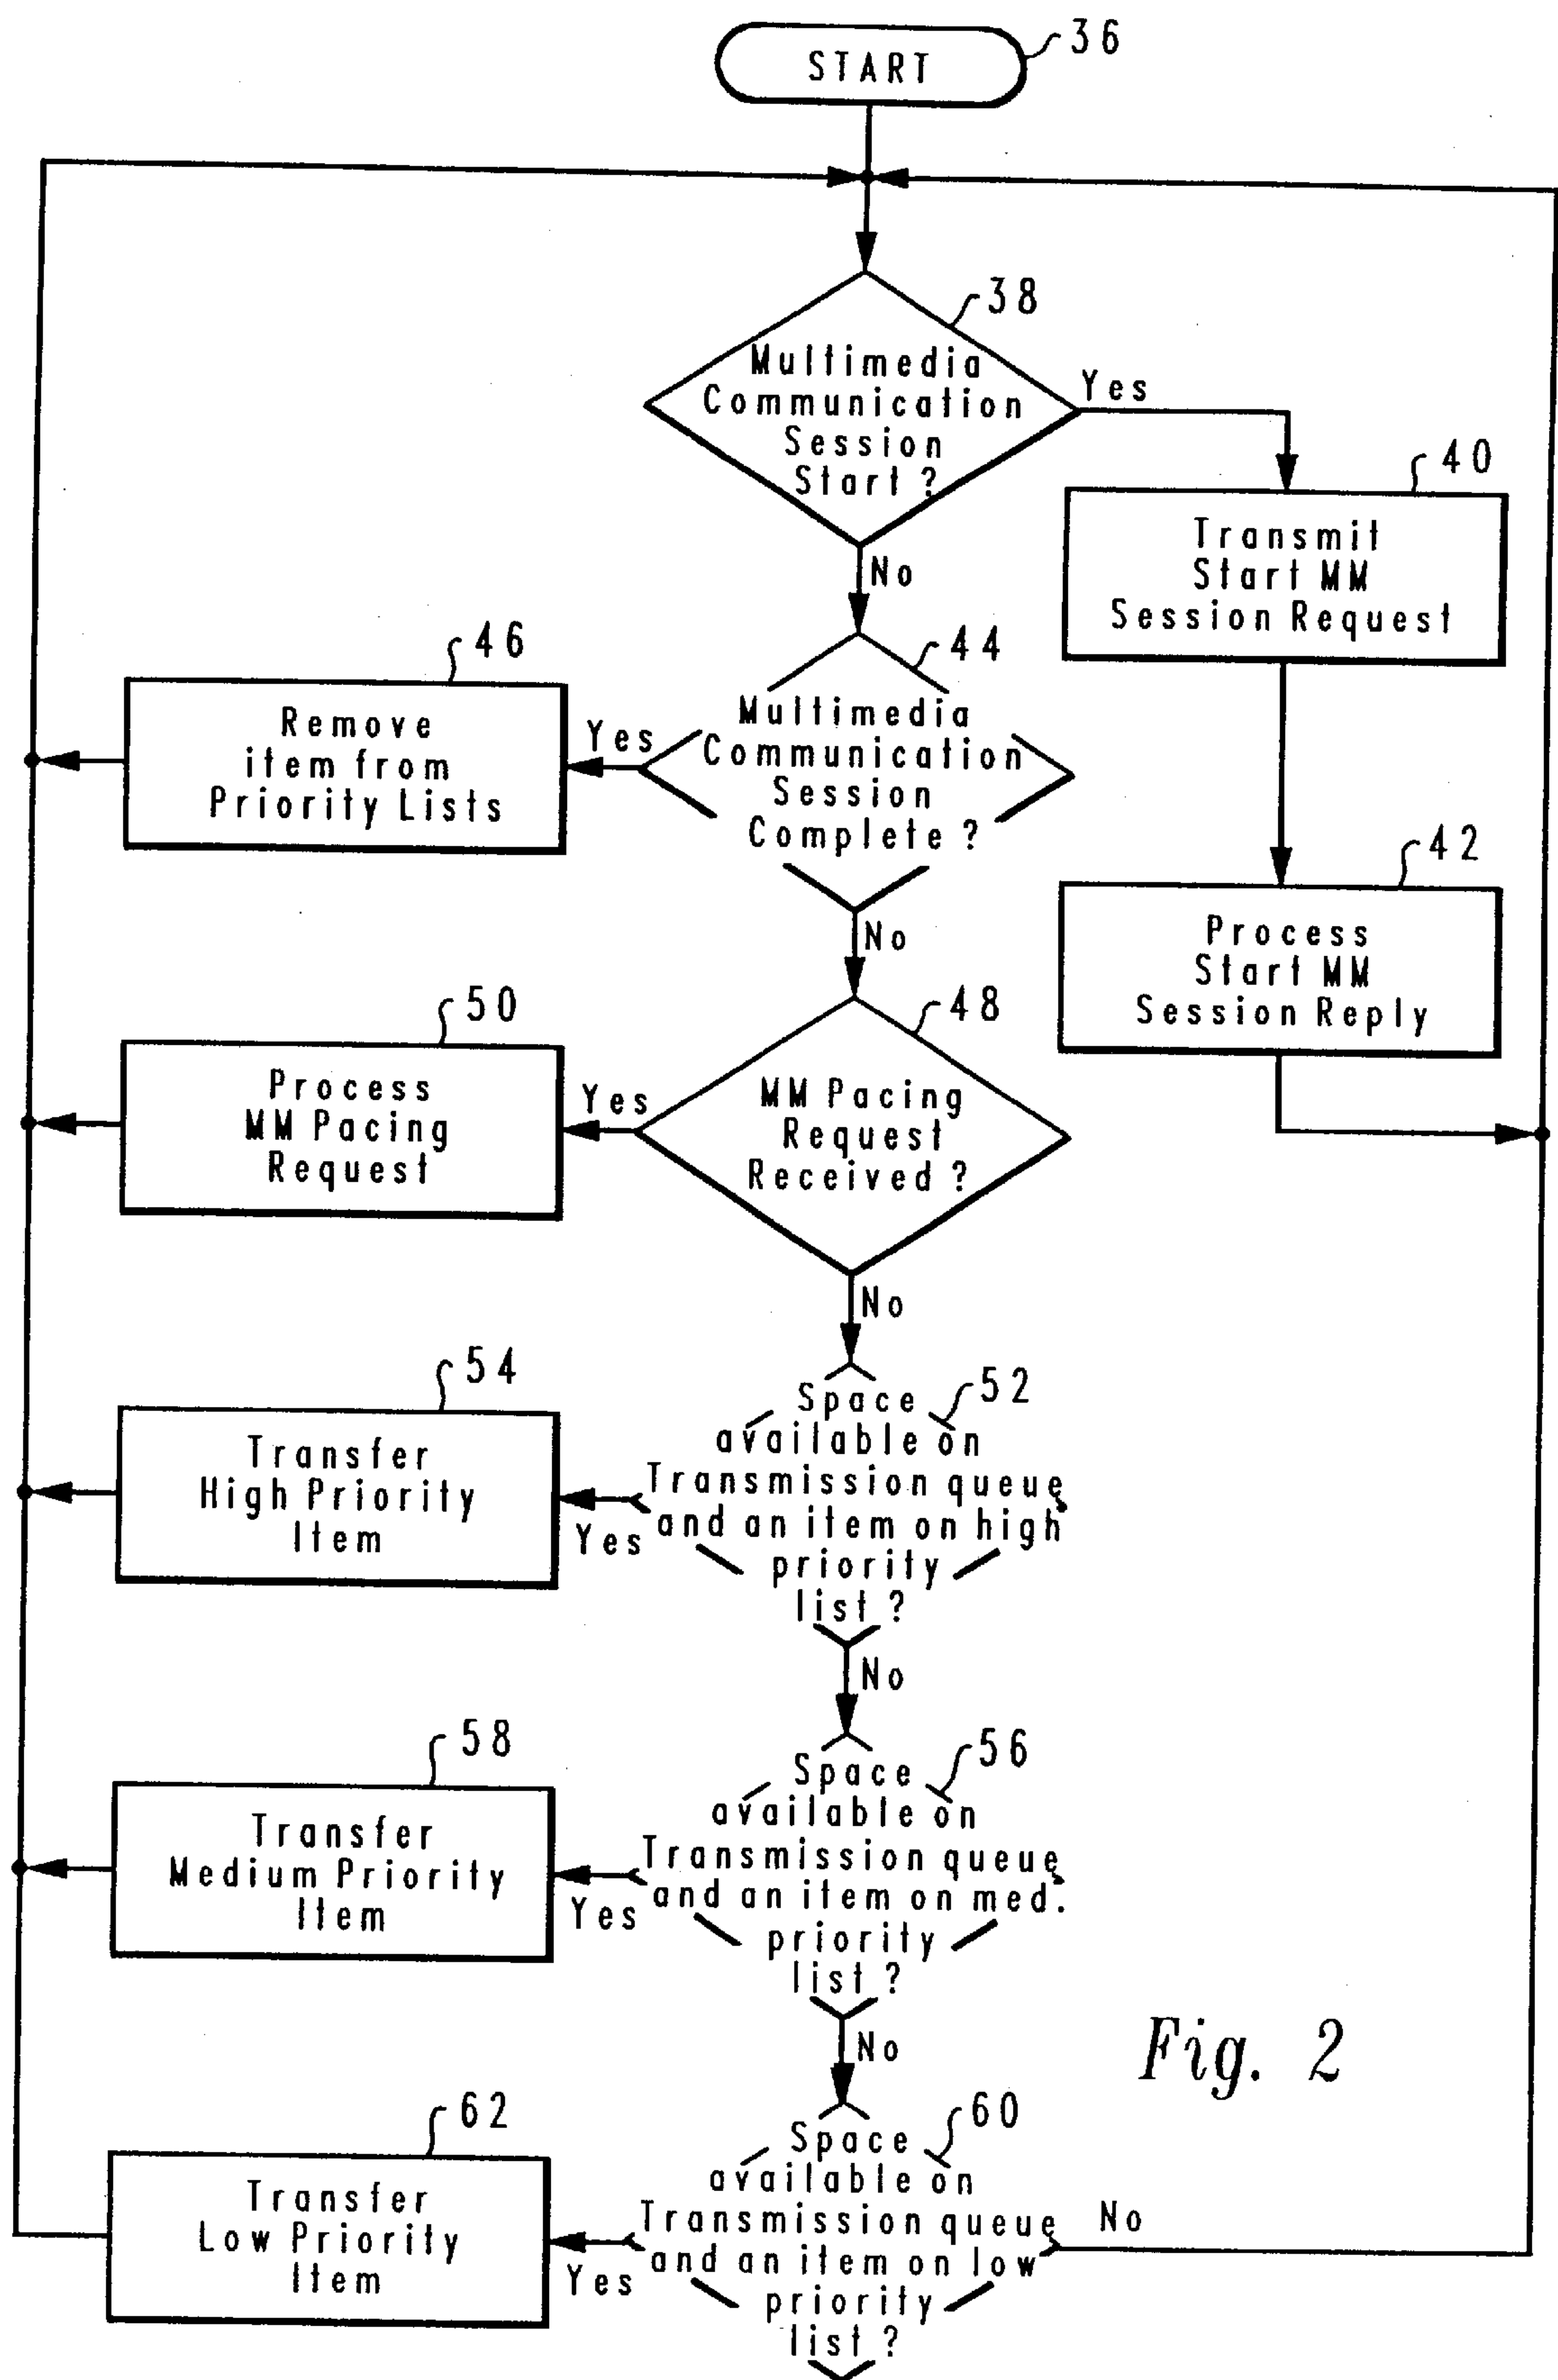 START
36
38
Multimedia
Communication
Session
Start ?
Yes
No
40
Transmit
Start MM
Session Request
42
Process
Start MM
Session Reply
44
Multimedia
Communication
Session
Complete ?
Yes
No
46
Remove
item from
Priority Lists
48
MM Pacing
Request
Received ?
Yes
No
50
Process
MM Pacing
Request
52
Space
available on
Transmission queue
and an item on high
priority
list ?
Yes
No
54
Transfer
High Priority
Item
56
Space
available on
Transmission queue
and an item on med.
priority
list ?
Yes
No
58
Transfer
Medium Priority
Item
60
Space
available on
Transmission queue
and an item on low
priority
list ?
Yes
No
62
Transfer
Low Priority
Item
Fig. 2